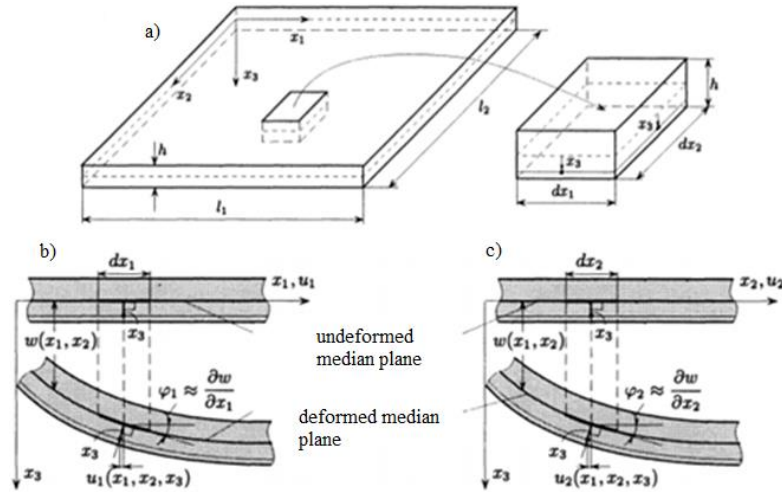 a)
x₁
x₂
x₃
l₂
h
l₁
h
x₃
x₃
dx₂
dx₁
b)
dx₁
x₁, u₁
x₃
w(x₁, x₂)
φ₁ ≈ ∂w/∂x₁
x₃
x₃
u₁(x₁, x₂, x₃)
undeformed
median plane
deformed median
plane
c)
dx₂
x₂, u₂
x₃
w(x₁, x₂)
φ₂ ≈ ∂w/∂x₂
x₃
x₃
u₂(x₁, x₂, x₃)